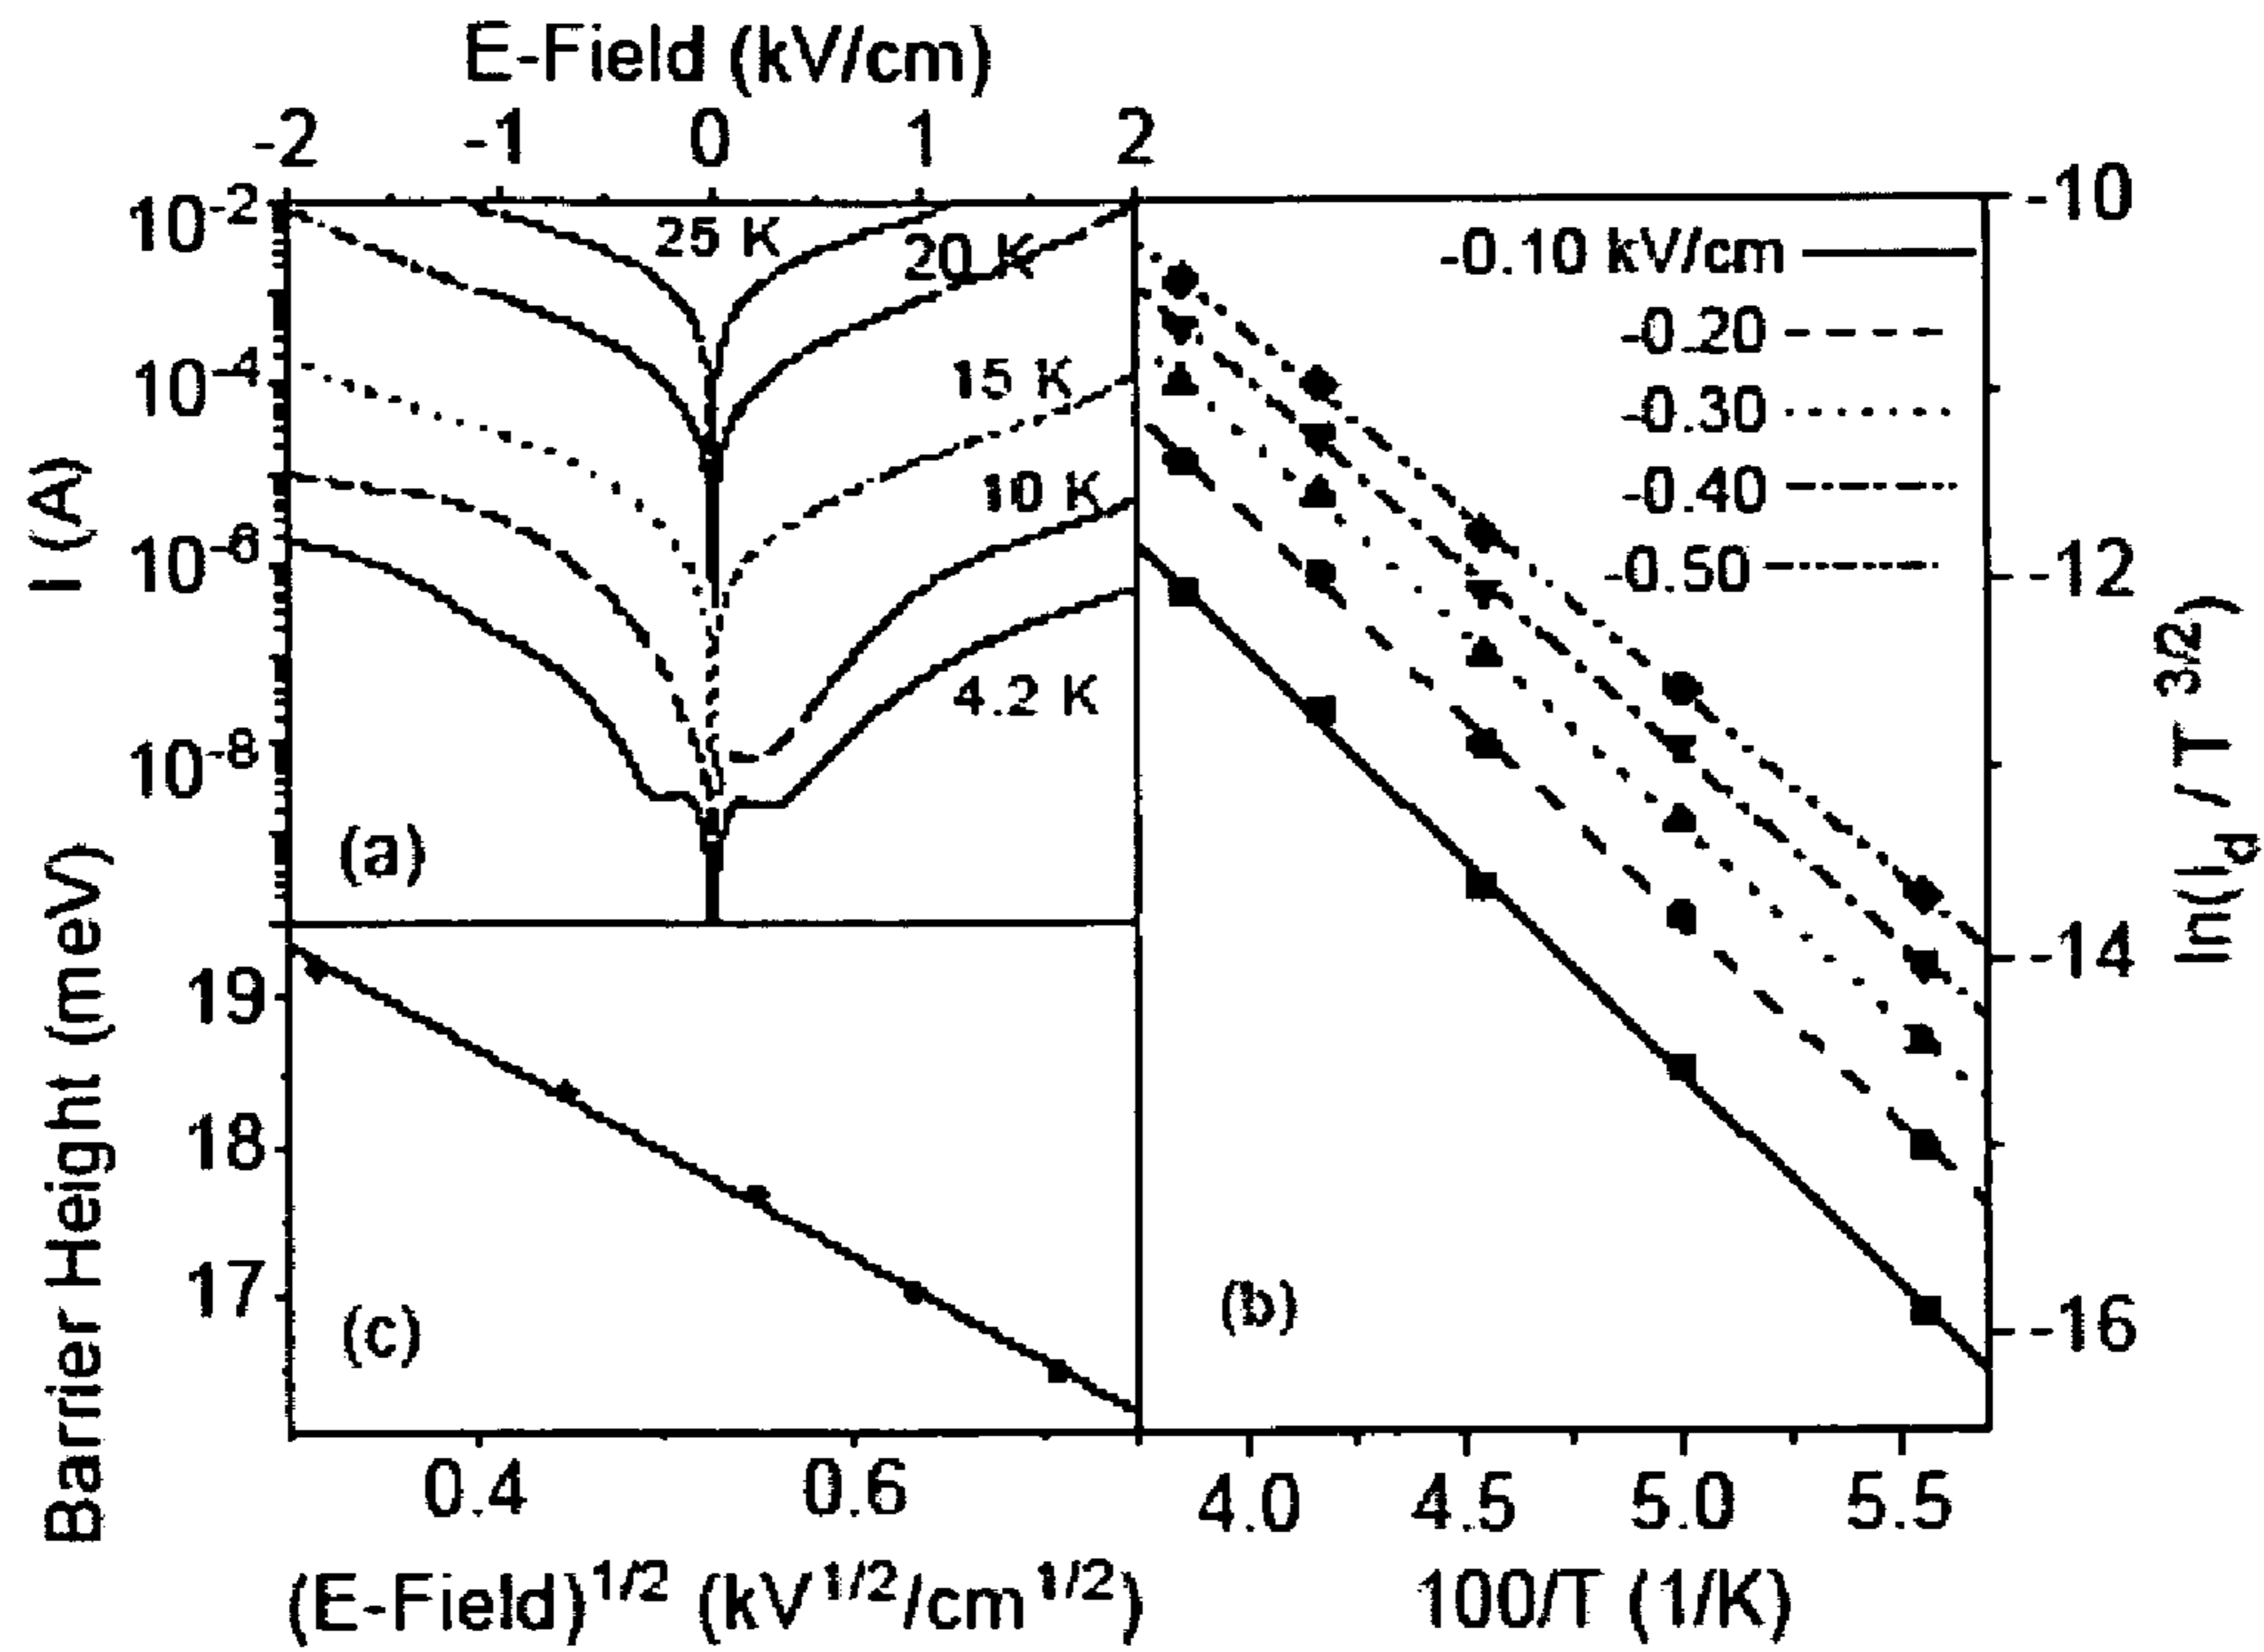 E-Field (kV/cm)
-2 -1 0 1 2
10-2
10-4
10-6
10-8
I (A)
25 K
20 K
15 K
10 K
4.2 K
(a)
-0.10 kV/cm
-0.20
-0.30
-0.40
-0.50
-10
-12
-14
-16
ln(Id / T 3/2)
(b)
4.0 4.5 5.0 5.5
100/T (1/K)
Barrier Height (meV)
19
18
17
(c)
0.4 0.6
(E-Field)1/2 (kV1/2/cm1/2)